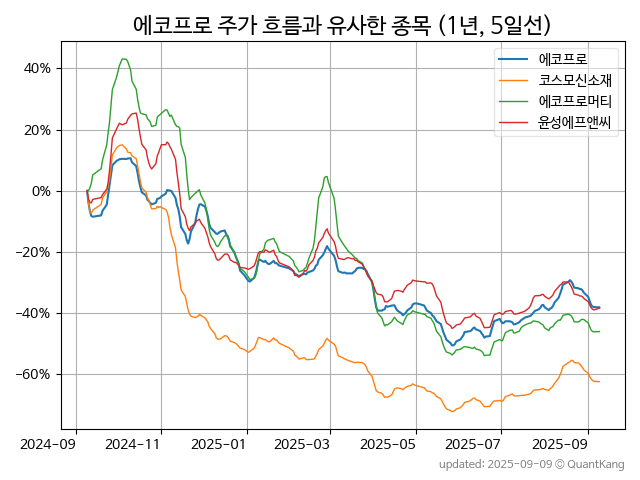 에코프로 주가 흐름과 유사한 종목 (1년, 5일선)
에코프로
코스모신소재
에코프로머티
윤성에프앤씨
40%
20%
0%
−20%
−40%
−60%
2024−09
2024−11
2025−01
2025−03
2025−05
2025−07
2025−09
updated: 2025-09-09 © QuantKang